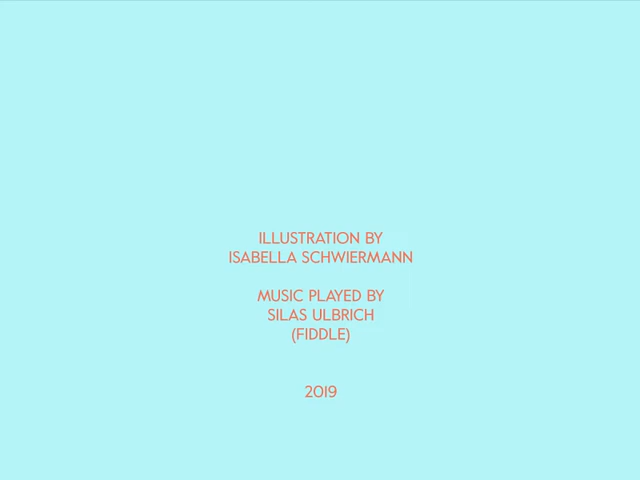 ILLUSTRATION BY
ISABELLA SCHWIERMANN
MUSIC PLAYED BY
SILAS ULBRICH
(FIDDLE)
2019